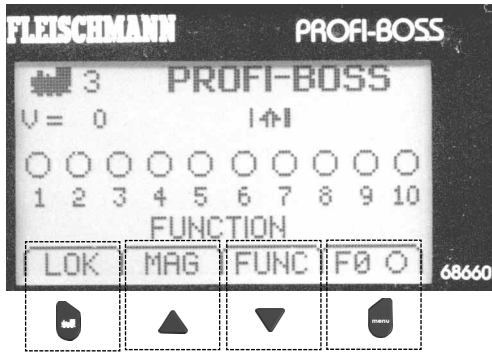 FLEISCHMANN PROFI-BOSS
3 PROFI-BOSS
V= 0
1 2 3 4 5 6 7 8 9 10
FUNCTION
LOK MAG FUNC F0
68660
menu